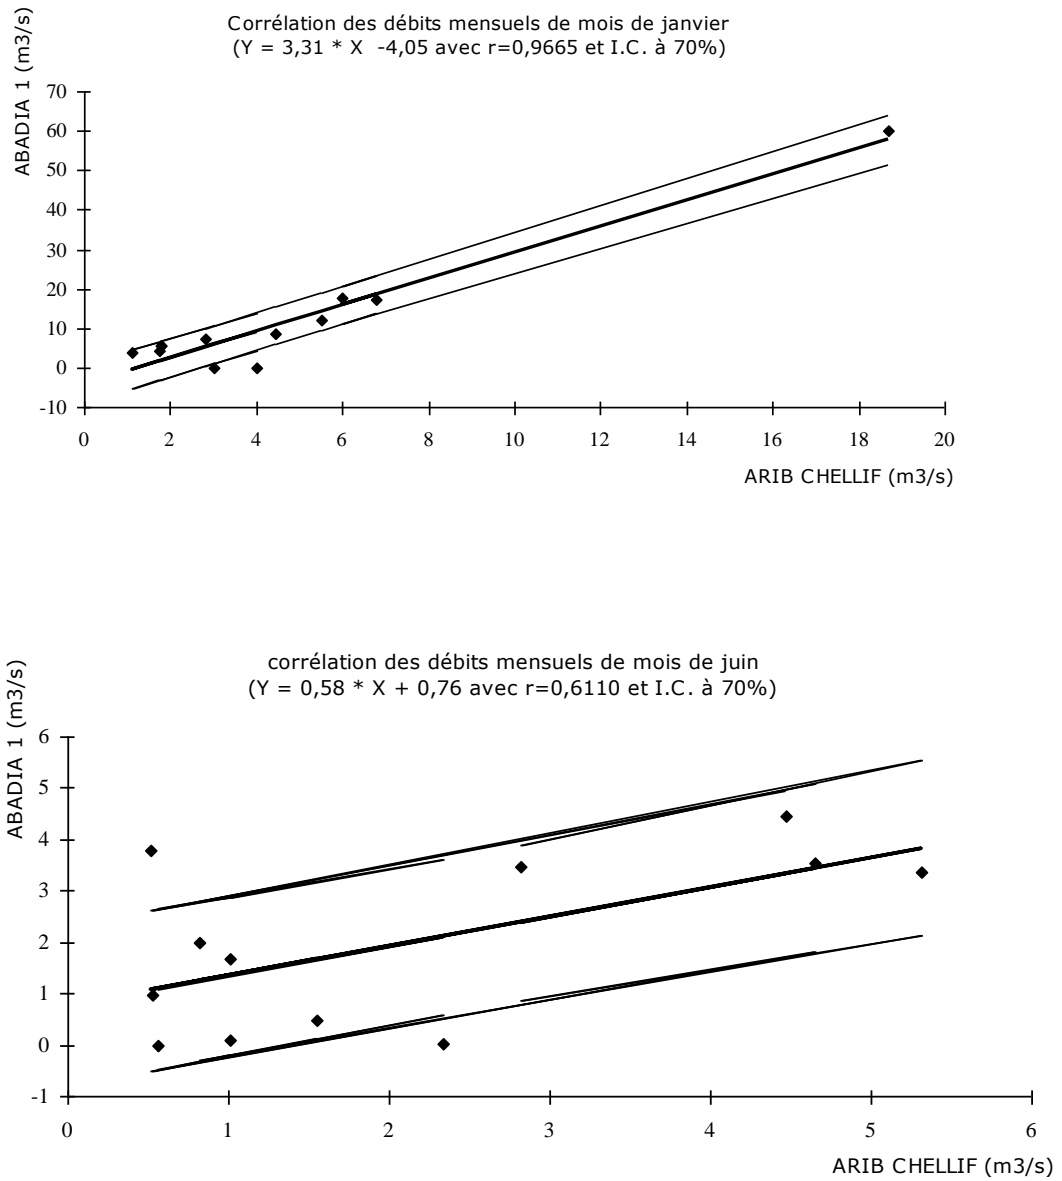 Corrélation des débits mensuels de mois de janvier
(Y = 3,31 * X -4,05 avec r=0,9665 et I.C. à 70%)
ABADIA 1 (m3/s)
70
60
50
40
30
20
10
0
-10
0 2 4 6 8 10 12 14 16 18 20
ARIB CHELLIF (m3/s)
corrélation des débits mensuels de mois de juin
(Y = 0,58 * X + 0,76 avec r=0,6110 et I.C. à 70%)
ABADIA 1 (m3/s)
6
5
4
3
2
1
0
-1
0 1 2 3 4 5 6
ARIB CHELLIF (m3/s)